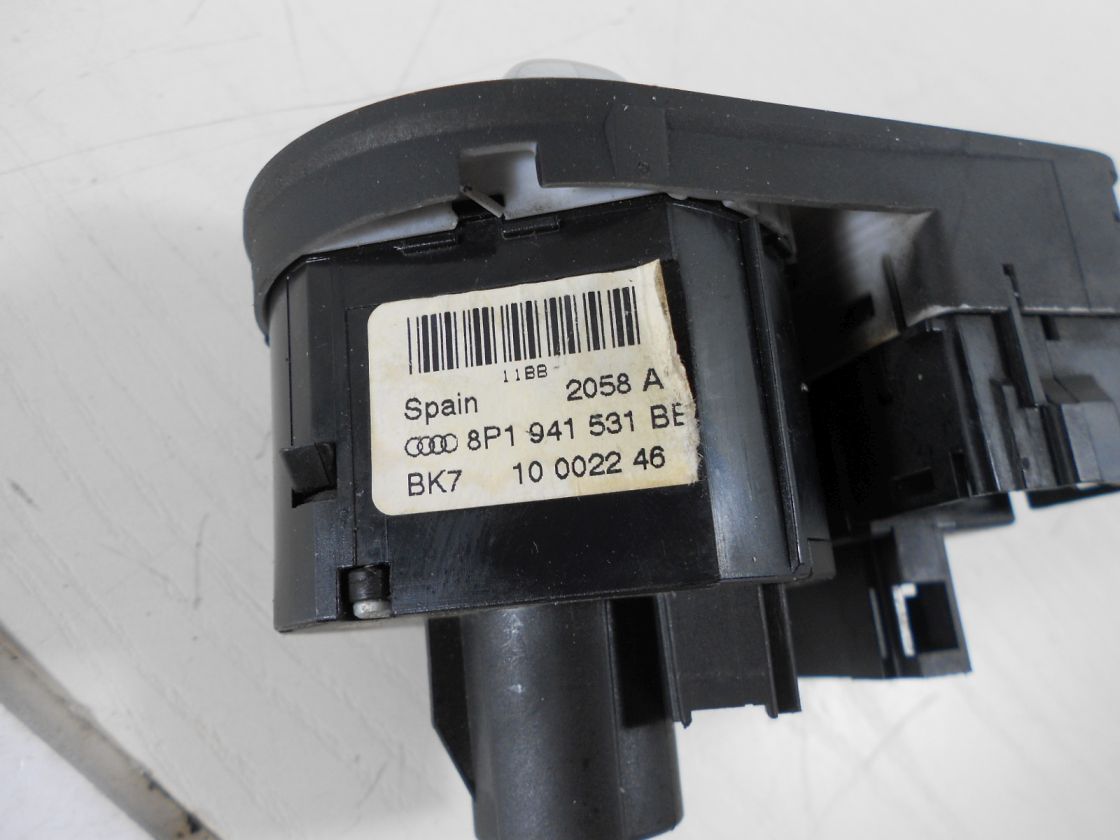 11BB
Spain 2058 A
8P1 941 531 BE
BK7 10 0022 46